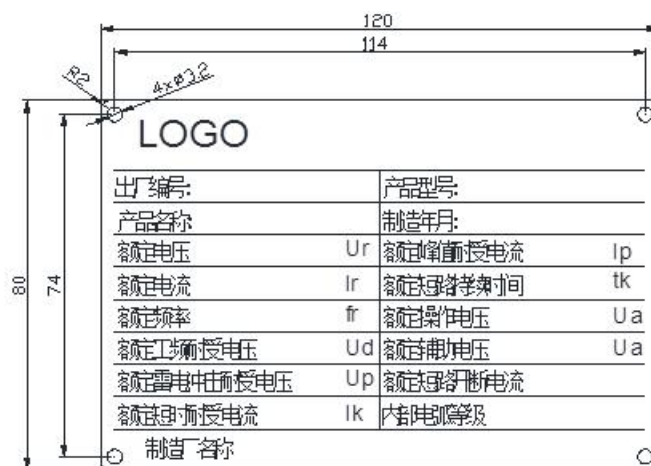 120
114
R2
4xø3.2
LOGO
出厂编号: 产品型号:
产品名称: 制造年月:
额定电压 Ur 额定峰值耐受电流 Ip
额定电流 Ir 额定短路持续时间 tk
额定频率 fr 额定操作电压 Ua
额定工频耐受电压 Ud 额定辅助电压 Ua
额定雷电冲击耐受电压 Up 额定短路开断电流
额定短时耐受电流 Ik 内部电弧等级
制造厂名称
80
74